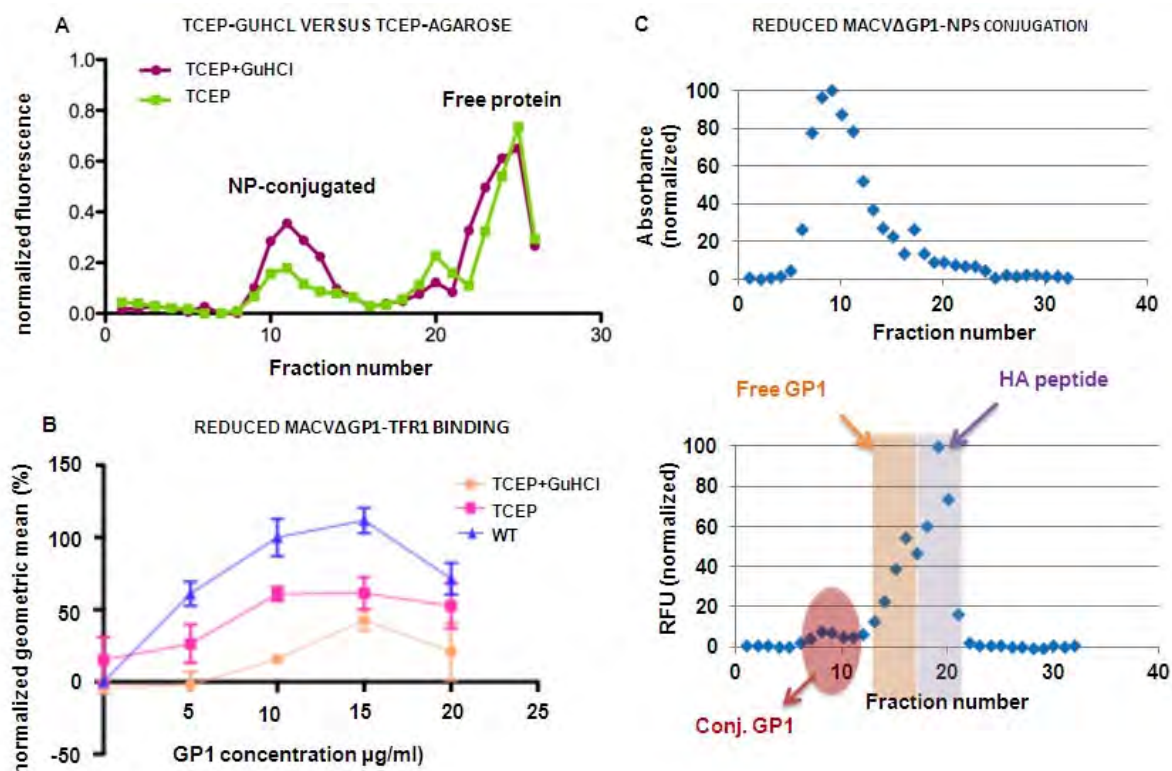 A
TCEP-GUHCL VERSUS TCEP-AGAROSE
TCEP+GuHCl
TCEP
1.0
0.8
0.6
0.4
0.2
0.0
normalized fluorescence
NP-conjugated
Free protein
0
10
20
30
Fraction number
B
REDUCED MACVΔGP1-TFR1 BINDING
TCEP+GuHCl
TCEP
WT
150
100
50
0
-50
normalized geometric mean (%)
5
10
15
20
25
GP1 concentration µg/ml)
C
REDUCED MACVΔGP1-NPs CONJUGATION
100
80
60
40
20
0
Absorbance
(normalized)
0
10
20
30
40
Fraction number
Free GP1
HA peptide
100
80
60
40
20
0
RFU (normalized)
0
10
20
30
40
Fraction number
Conj. GP1